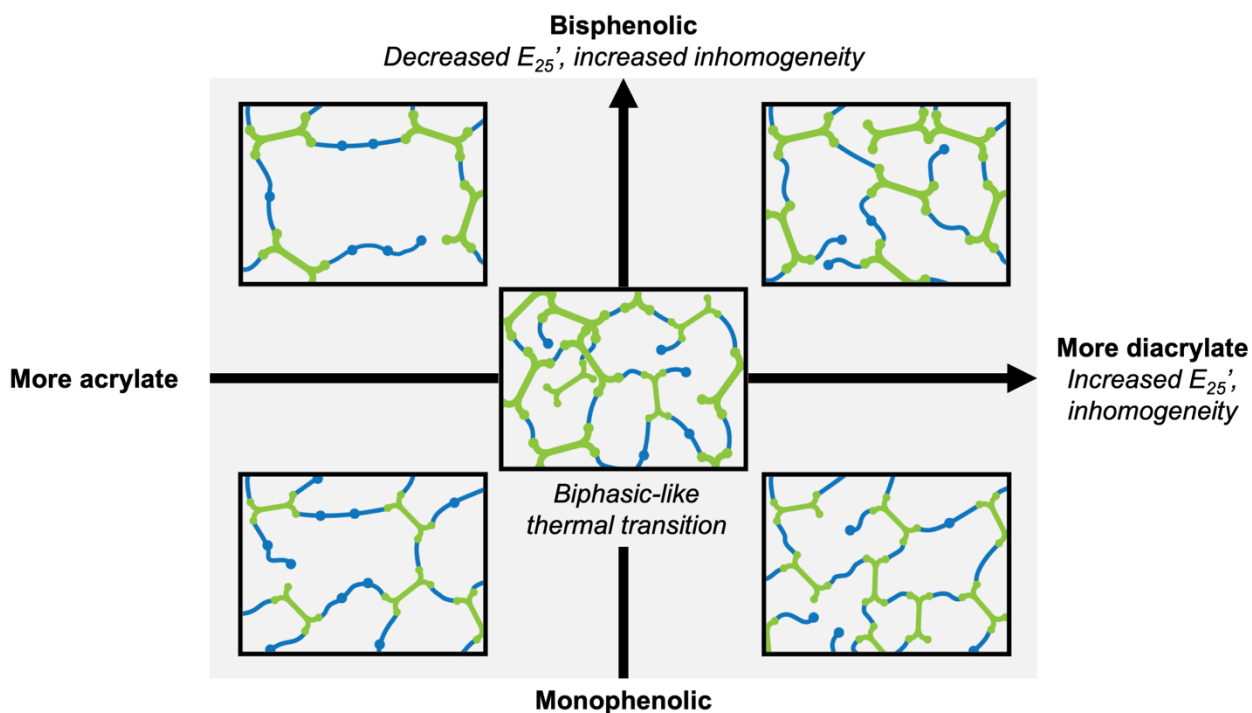 Bisphenolic
Decreased E25', increased inhomogeneity
More acrylate
More diacrylate
Increased E25',
inhomogeneity
Biphasic-like
thermal transition
Monophenolic